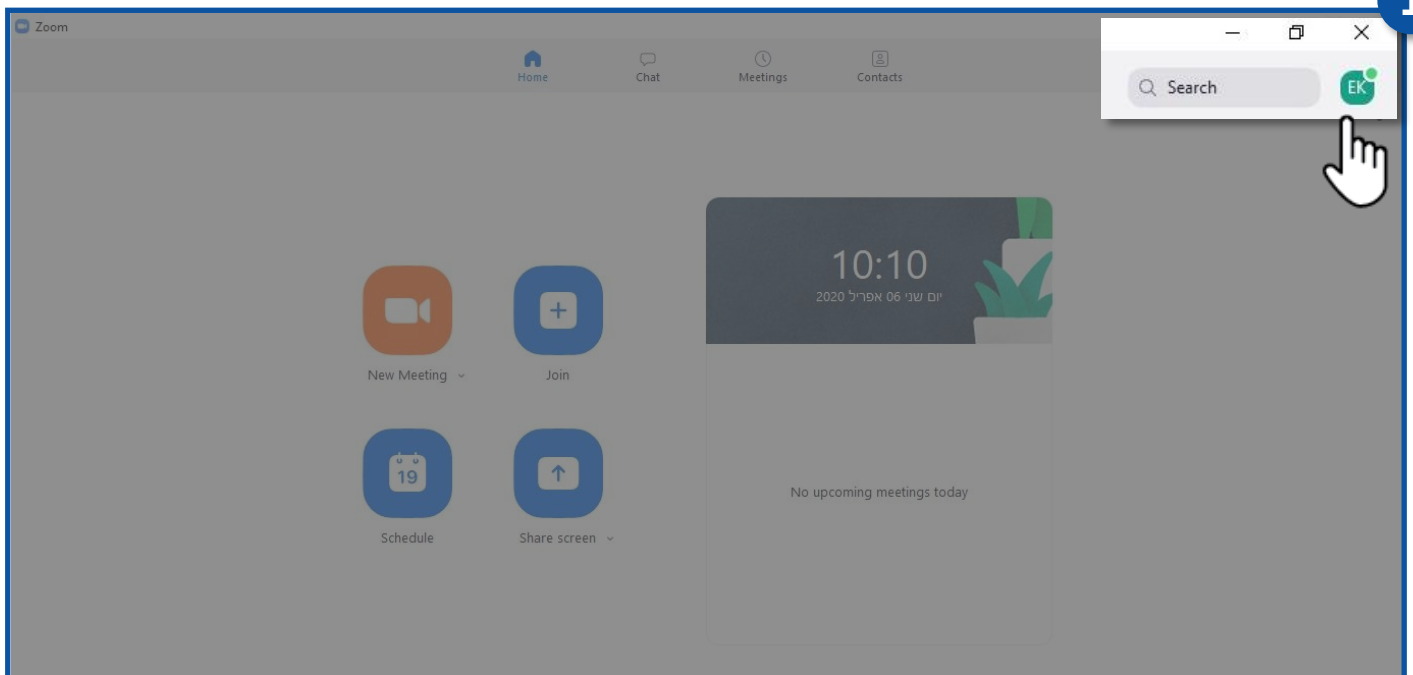 Zoom
Home
Chat
Meetings
Contacts
Search
EK
10:10
יום שני 06 אפריל 2020
New Meeting
Join
19
Schedule
Share screen
No upcoming meetings today